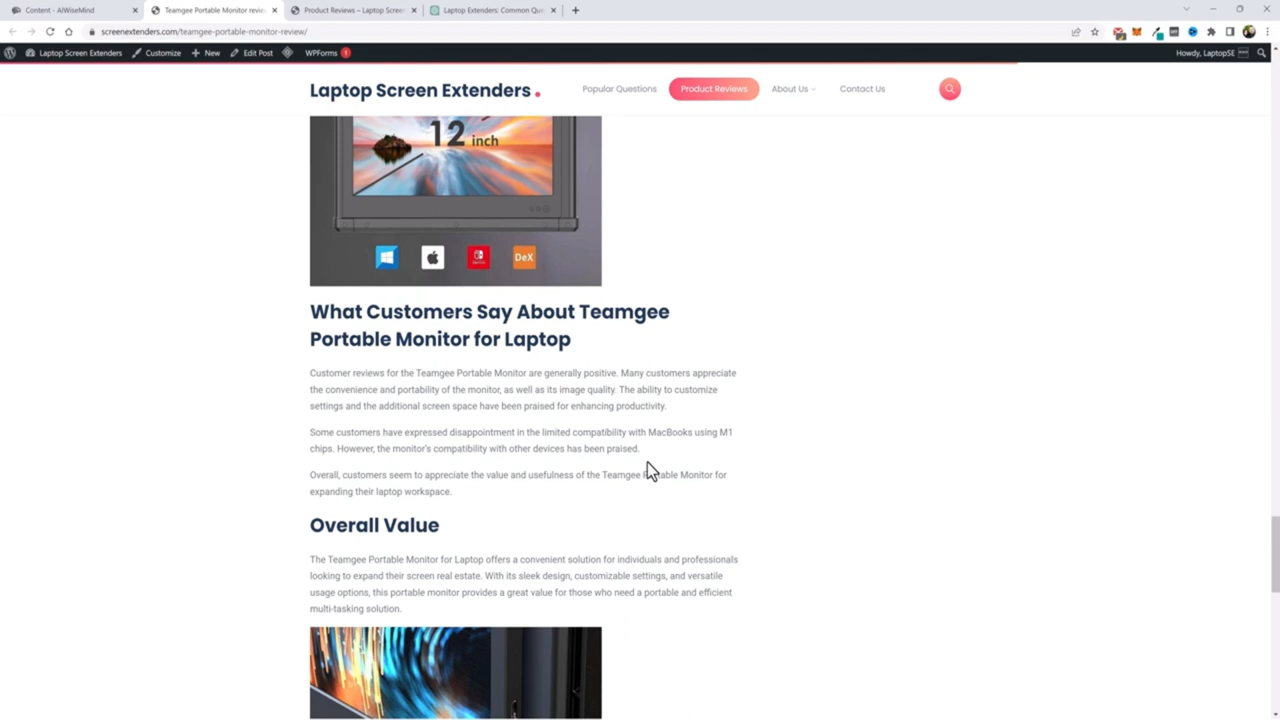 Content - AIWiseMind
Teamgee Portable Monitor revie
Product Reviews – Laptop Screen
Laptop Extenders: Common Que
screenextenders.com/teamgee-portable-monitor-review/
Laptop Screen Extenders
Customize
New
Edit Post
WPForms 1
Howdy, LaptopSE
Laptop Screen Extenders.
Popular Questions
Product Reviews
About Us
Contact Us
12 inch
DeX
What Customers Say About Teamgee
Portable Monitor for Laptop
Customer reviews for the Teamgee Portable Monitor are generally positive. Many customers appreciate
the convenience and portability of the monitor, as well as its image quality. The ability to customize
settings and the additional screen space have been praised for enhancing productivity.
Some customers have expressed disappointment in the limited compatibility with MacBooks using M1
chips. However, the monitor's compatibility with other devices has been praised.
Overall, customers seem to appreciate the value and usefulness of the Teamgee Portable Monitor for
expanding their laptop workspace.
Overall Value
The Teamgee Portable Monitor for Laptop offers a convenient solution for individuals and professionals
looking to expand their screen real estate. With its sleek design, customizable settings, and versatile
usage options, this portable monitor provides a great value for those who need a portable and efficient
multi-tasking solution.